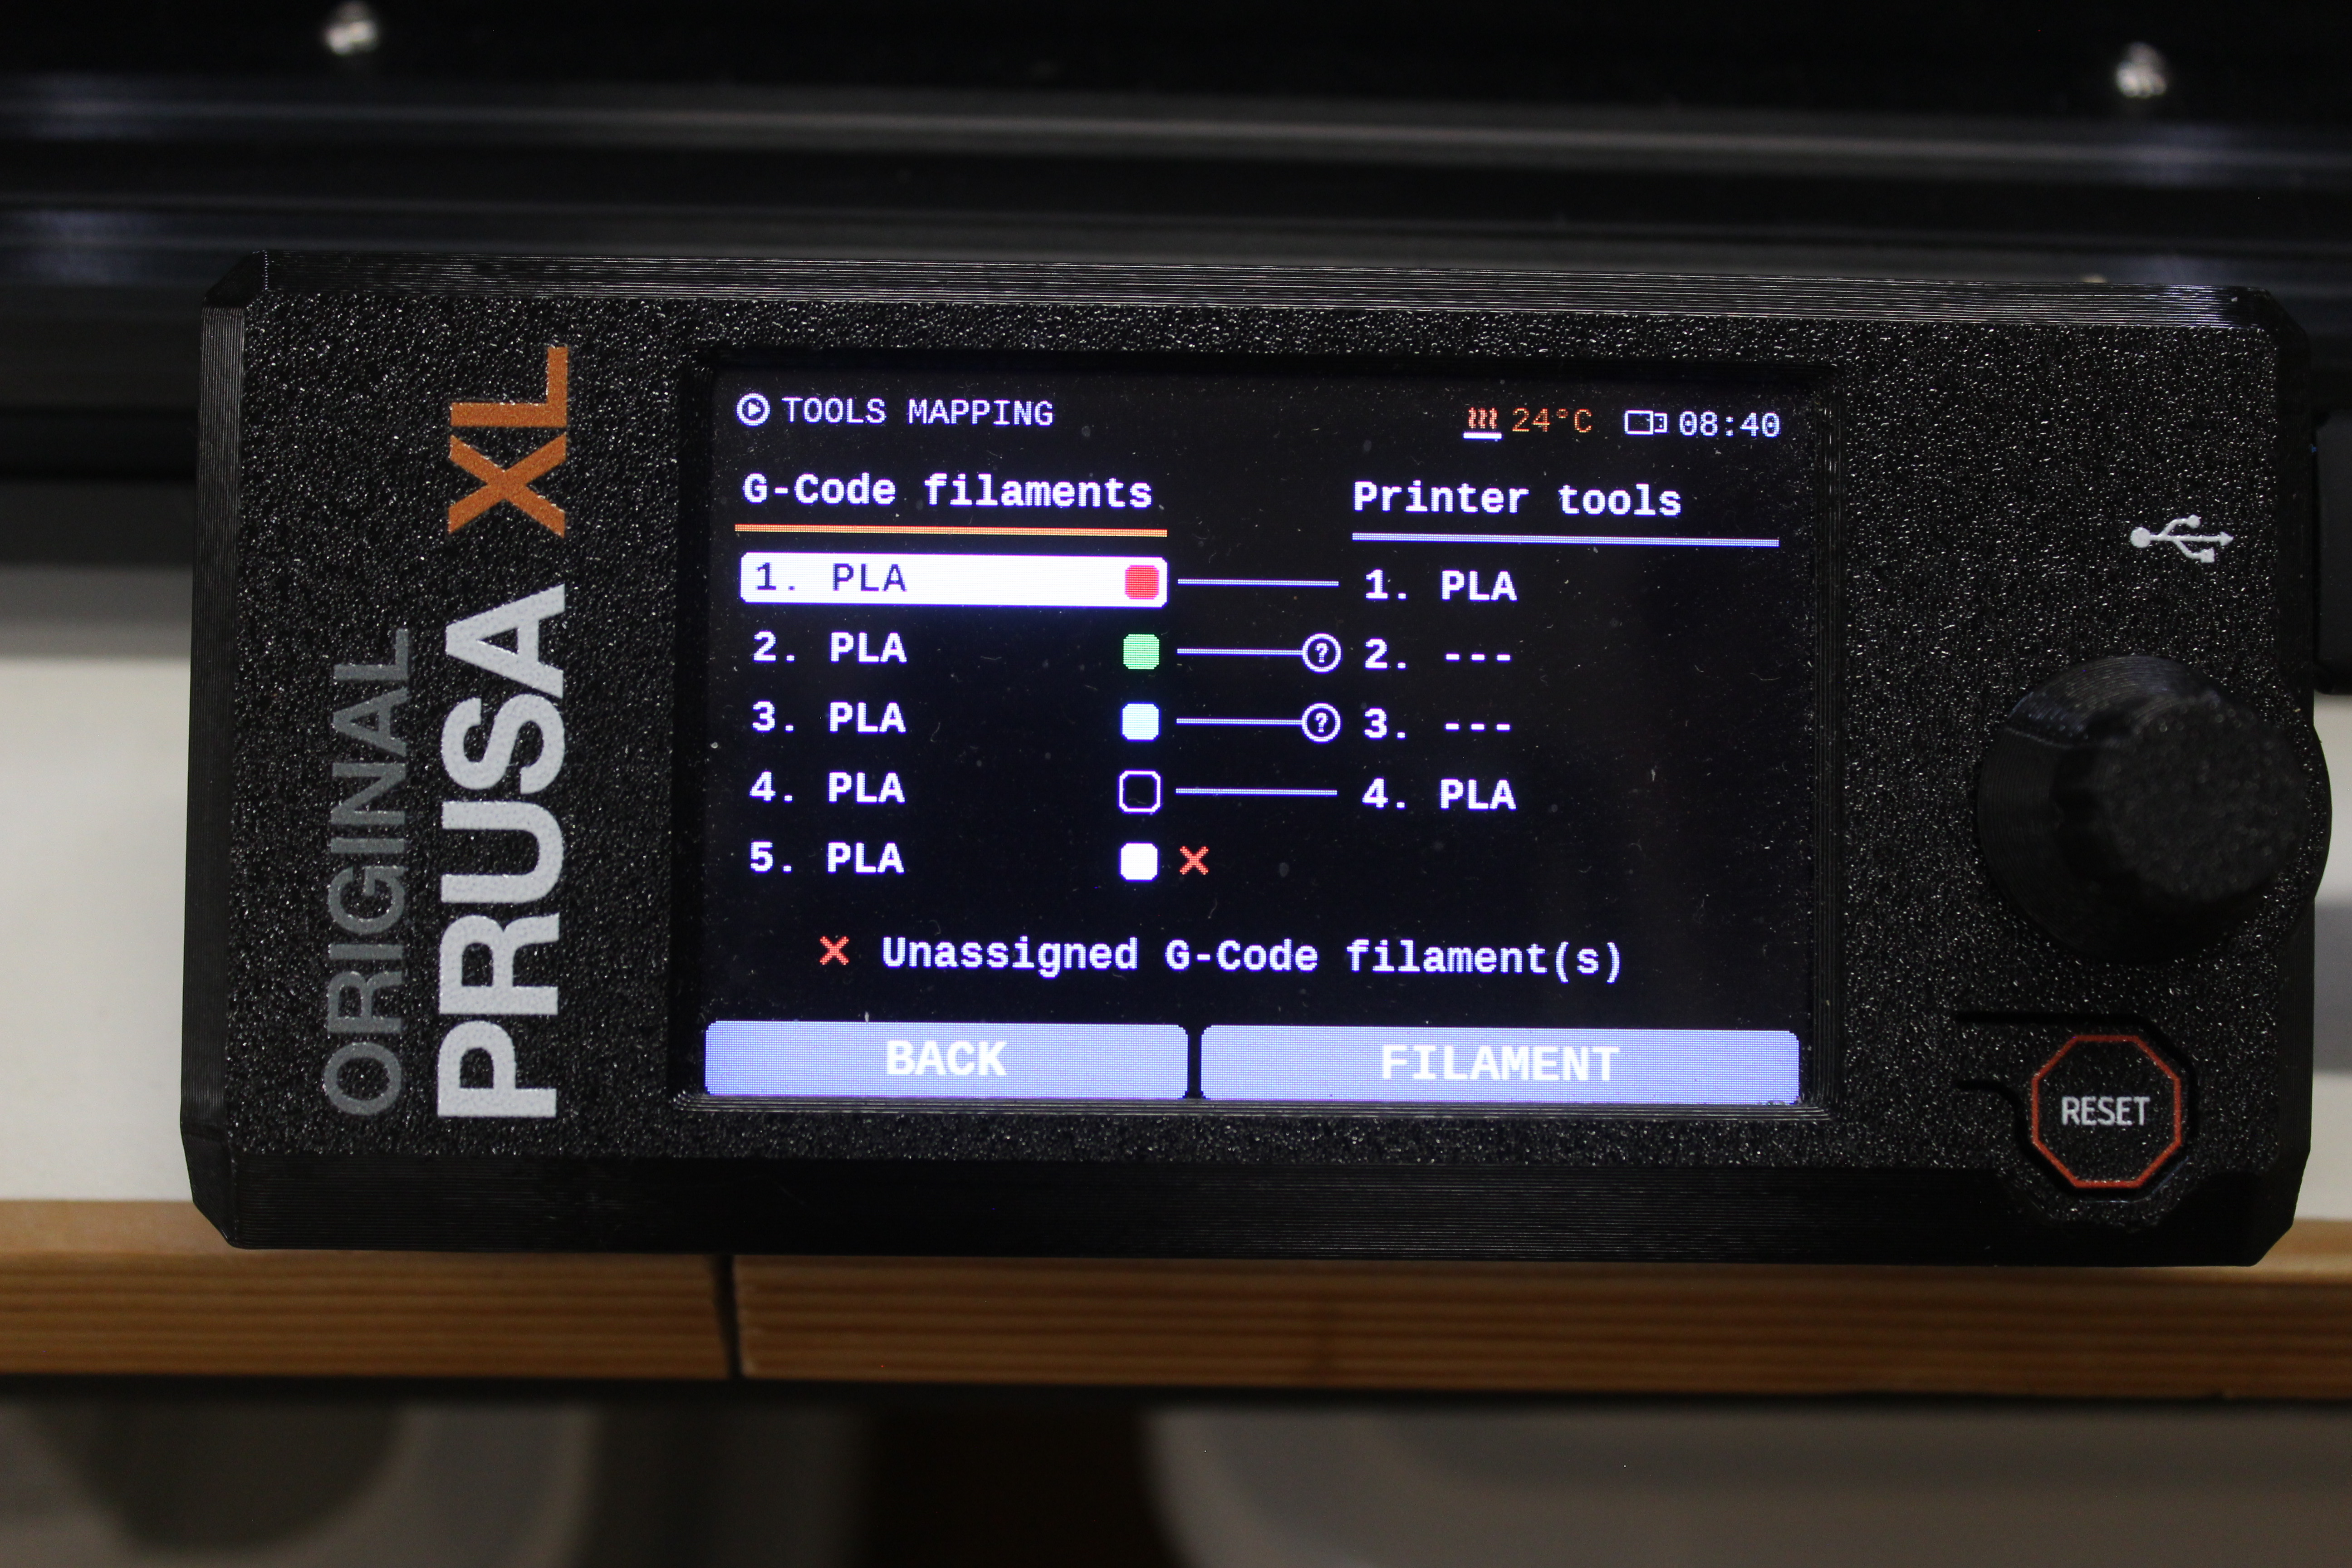 ORIGINAL
PRUSA XL
TOOLS MAPPING 24°C 08:40
G-Code filaments Printer tools
1. PLA 1. PLA
2. PLA ? 2. ---
3. PLA ? 3. ---
4. PLA 4. PLA
5. PLA
Unassigned G-Code filament(s)
BACK FILAMENT
RESET